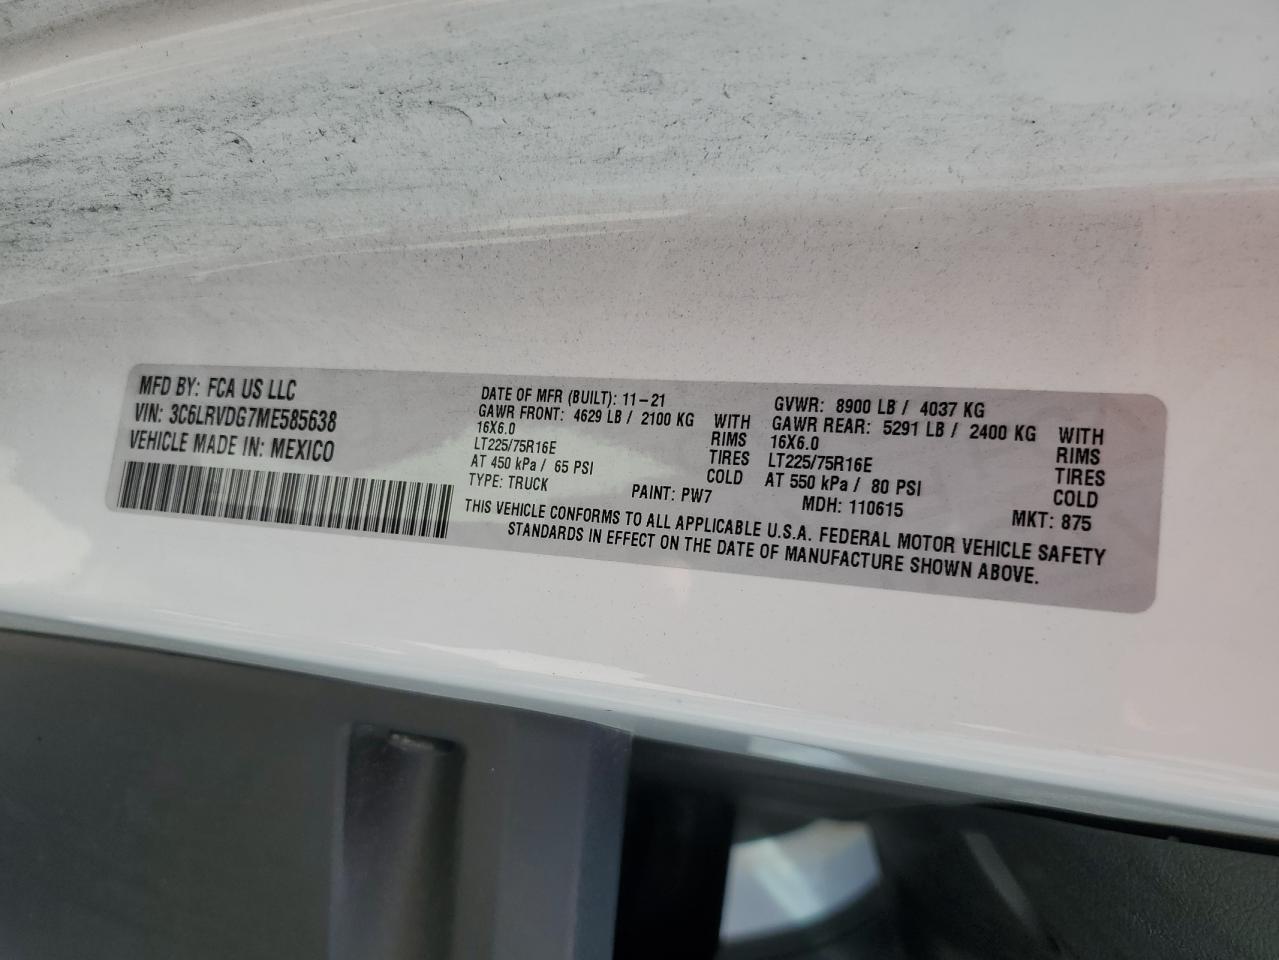 MFD BY: FCA US LLC
VIN: 3C6LRVDG7ME585638
VEHICLE MADE IN: MEXICO
DATE OF MFR (BUILT): 11-21
GAWR FRONT: 4629 LB / 2100 KG WITH
16X6.0 RIMS
LT225/75R16E TIRES
AT 450 kPa / 65 PSI COLD
TYPE: TRUCK PAINT: PW7
GVWR: 8900 LB / 4037 KG
GAWR REAR: 5291 LB / 2400 KG WITH
16X6.0 RIMS
LT225/75R16E TIRES
AT 550 kPa / 80 PSI COLD
MDH: 110615 MKT: 875
THIS VEHICLE CONFORMS TO ALL APPLICABLE U.S.A. FEDERAL MOTOR VEHICLE SAFETY
STANDARDS IN EFFECT ON THE DATE OF MANUFACTURE SHOWN ABOVE.